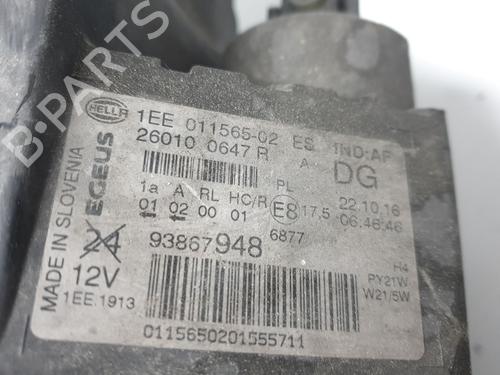 B-PARTS
HELLA
1EE 011565-02 ES IND:AF
26010 0647 R A DG
PL
1a A RL HC/R E8 17,5 22.10.16
01 02 00 01 06:46:46
6877
93867948
24
12V
H4
PY21W
W21/5W
1EE.1913
0115650201555711
MADE IN SLOVENIA
EGEUS